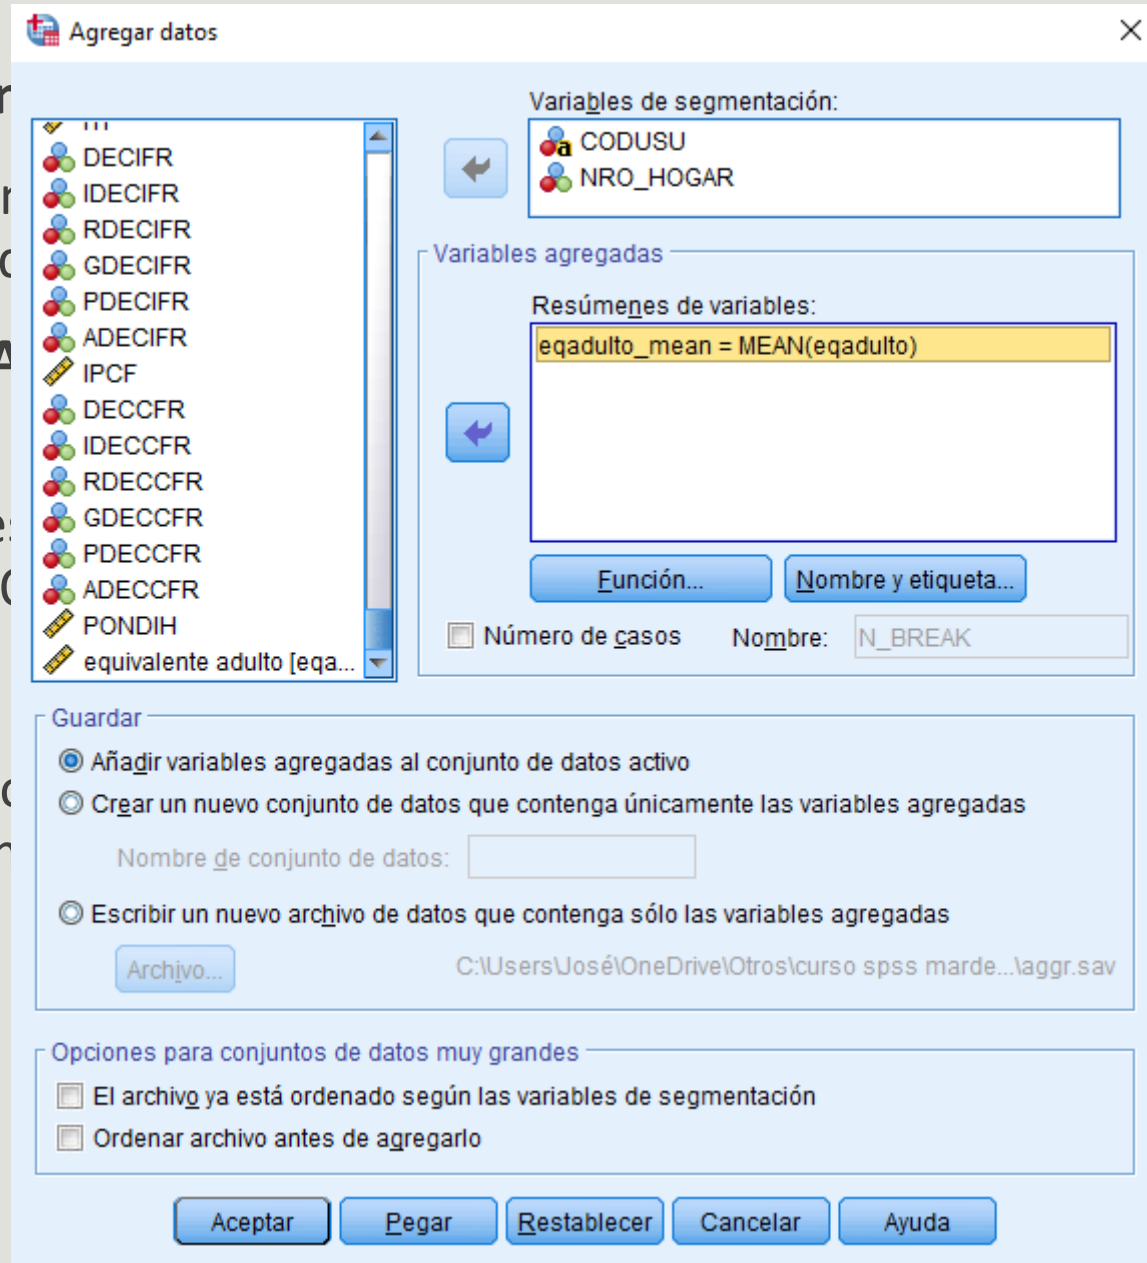 Agregar datos
DECIFR
IDECIFR
RDECIFR
GDECIFR
PDECIFR
ADECIFR
IPCF
DECCFR
IDECCFR
RDECCFR
GDECCFR
PDECCFR
ADECCFR
PONDIH
equivalente adulto [eqa...
Variables de segmentación:
CODUSU
NRO_HOGAR
Variables agregadas
Resúmenes de variables:
eqadulto_mean = MEAN(eqadulto)
Función...
Nombre y etiqueta...
Número de casos
Nombre:
N_BREAK
Guardar
Añadir variables agregadas al conjunto de datos activo
Crear un nuevo conjunto de datos que contenga únicamente las variables agregadas
Nombre de conjunto de datos:
Escribir un nuevo archivo de datos que contenga sólo las variables agregadas
Archivo...
C:\Users\José\OneDrive\Otros\curso spss marde...\aggr.sav
Opciones para conjuntos de datos muy grandes
El archivo ya está ordenado según las variables de segmentación
Ordenar archivo antes de agregarlo
Aceptar
Pegar
Restablecer
Cancelar
Ayuda